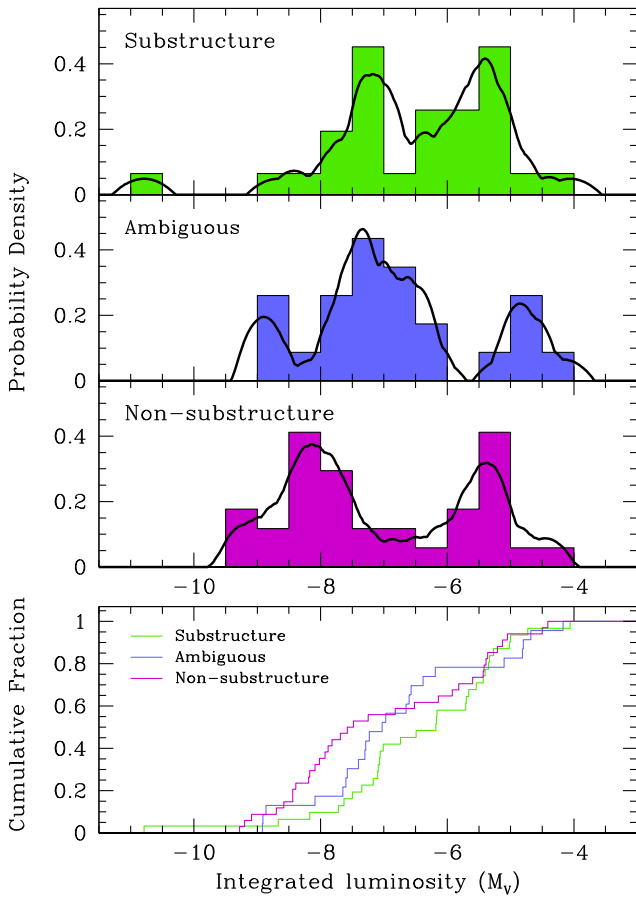 Substructure
0.4
0.2
0
Ambiguous
0.4
0.2
0
Probability Density
Non-substructure
0.4
0.2
0
-10
-8
-6
-4
1
0.8
0.6
0.4
0.2
0
Cumulative Fraction
Substructure
Ambiguous
Non-substructure
-10
-8
-6
-4
Integrated luminosity (M_V)